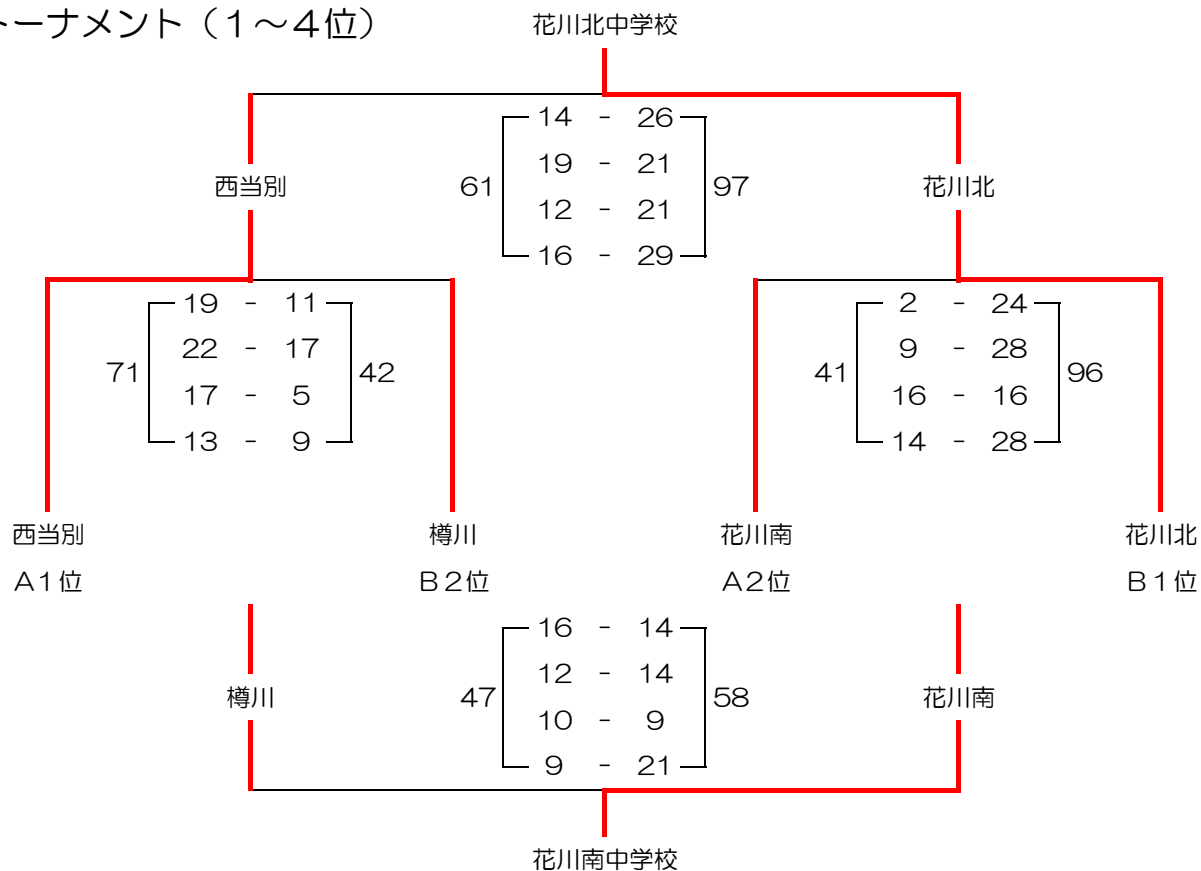 トーナメント（１～４位）
花川北中学校
14 - 26
19 - 21
12 - 21
16 - 29
61
97
西当別
花川北
19 - 11
22 - 17
17 - 5
13 - 9
71
42
2 - 24
9 - 28
16 - 16
14 - 28
41
96
西当別
樽川
花川南
花川北
A１位
B２位
A２位
B１位
16 - 14
12 - 14
10 - 9
9 - 21
47
58
樽川
花川南
花川南中学校